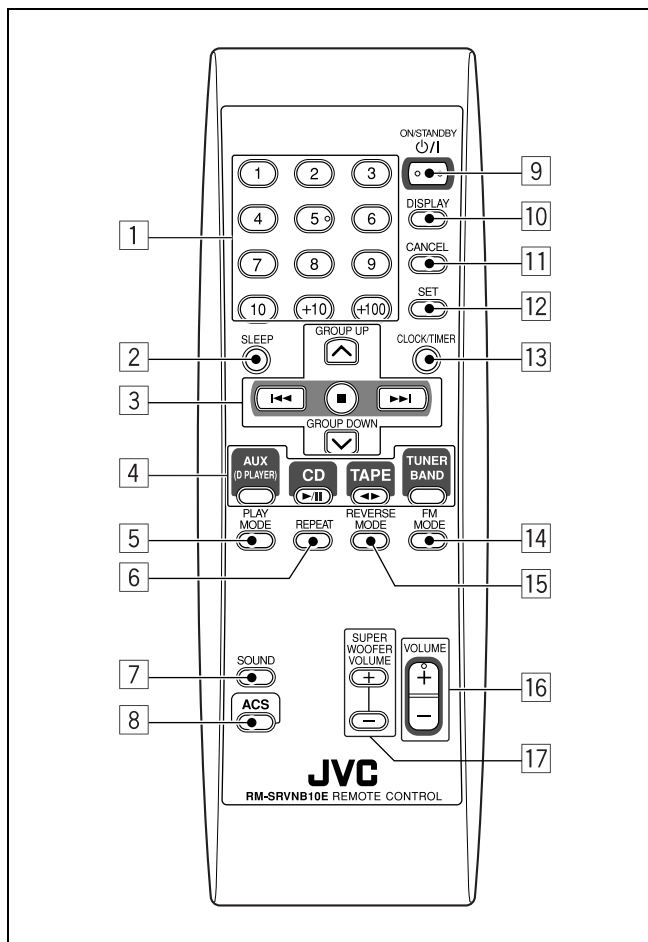 ON/STANDBY
⏻/I
1 2 3
9
DISPLAY
4 5 6
10
1
CANCEL
7 8 9
11
SET
10 +10 +100
12
SLEEP
GROUP UP
CLOCK/TIMER
2
13
3
GROUP DOWN
4
AUX
(D PLAYER)
CD
TAPE
TUNER
BAND
PLAY
MODE
REPEAT
REVERSE
MODE
FM
MODE
5
14
6
15
SUPER
WOOFER
VOLUME
VOLUME
SOUND
+
+
7
16
ACS
−
−
8
17
JVC
RM-SRVNB10E REMOTE CONTROL